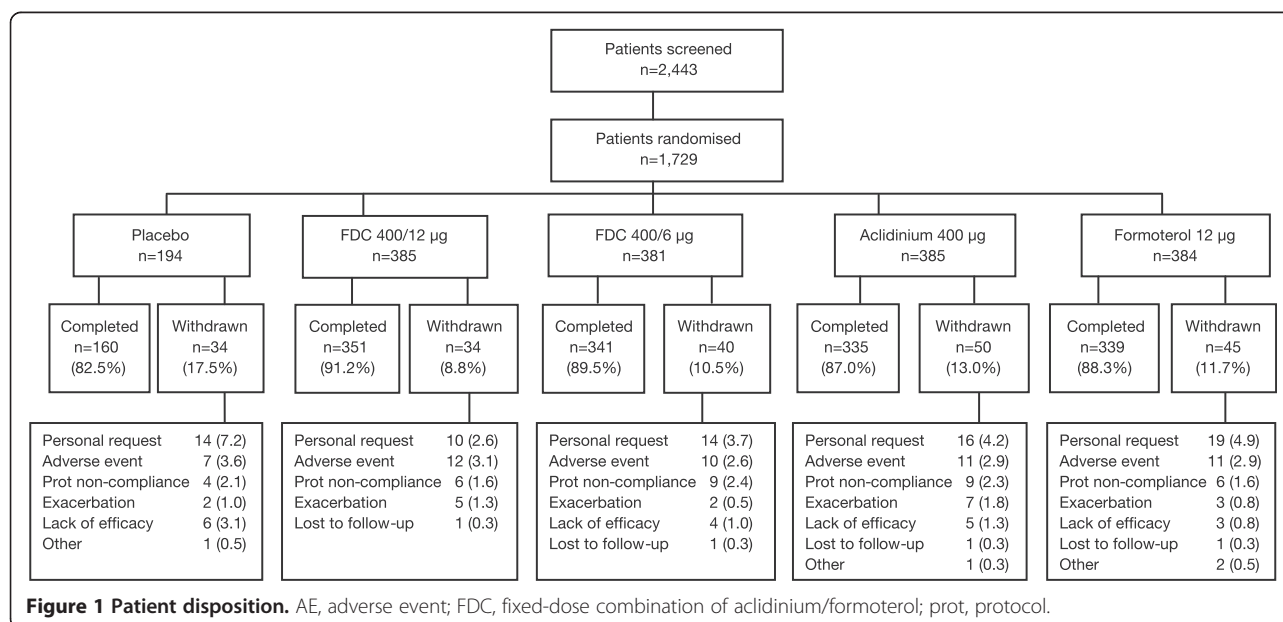 Patients screened
n=2,443
Patients randomised
n=1,729
Placebo
n=194
FDC 400/12 µg
n=385
FDC 400/6 µg
n=381
Aclidinium 400 µg
n=385
Formoterol 12 µg
n=384
Completed
n=160
(82.5%)
Withdrawn
n=34
(17.5%)
Completed
n=351
(91.2%)
Withdrawn
n=34
(8.8%)
Completed
n=341
(89.5%)
Withdrawn
n=40
(10.5%)
Completed
n=335
(87.0%)
Withdrawn
n=50
(13.0%)
Completed
n=339
(88.3%)
Withdrawn
n=45
(11.7%)
Personal request 14 (7.2)
Adverse event 7 (3.6)
Prot non-compliance 4 (2.1)
Exacerbation 2 (1.0)
Lack of efficacy 6 (3.1)
Other 1 (0.5)
Personal request 10 (2.6)
Adverse event 12 (3.1)
Prot non-compliance 6 (1.6)
Exacerbation 5 (1.3)
Lost to follow-up 1 (0.3)
Personal request 14 (3.7)
Adverse event 10 (2.6)
Prot non-compliance 9 (2.4)
Exacerbation 2 (0.5)
Lack of efficacy 4 (1.0)
Lost to follow-up 1 (0.3)
Personal request 16 (4.2)
Adverse event 11 (2.9)
Prot non-compliance 9 (2.3)
Exacerbation 7 (1.8)
Lack of efficacy 5 (1.3)
Lost to follow-up 1 (0.3)
Other 1 (0.3)
Personal request 19 (4.9)
Adverse event 11 (2.9)
Prot non-compliance 6 (1.6)
Exacerbation 3 (0.8)
Lack of efficacy 3 (0.8)
Lost to follow-up 1 (0.3)
Other 2 (0.5)
Figure 1 Patient disposition. AE, adverse event; FDC, fixed-dose combination of aclidinium/formoterol; prot, protocol.